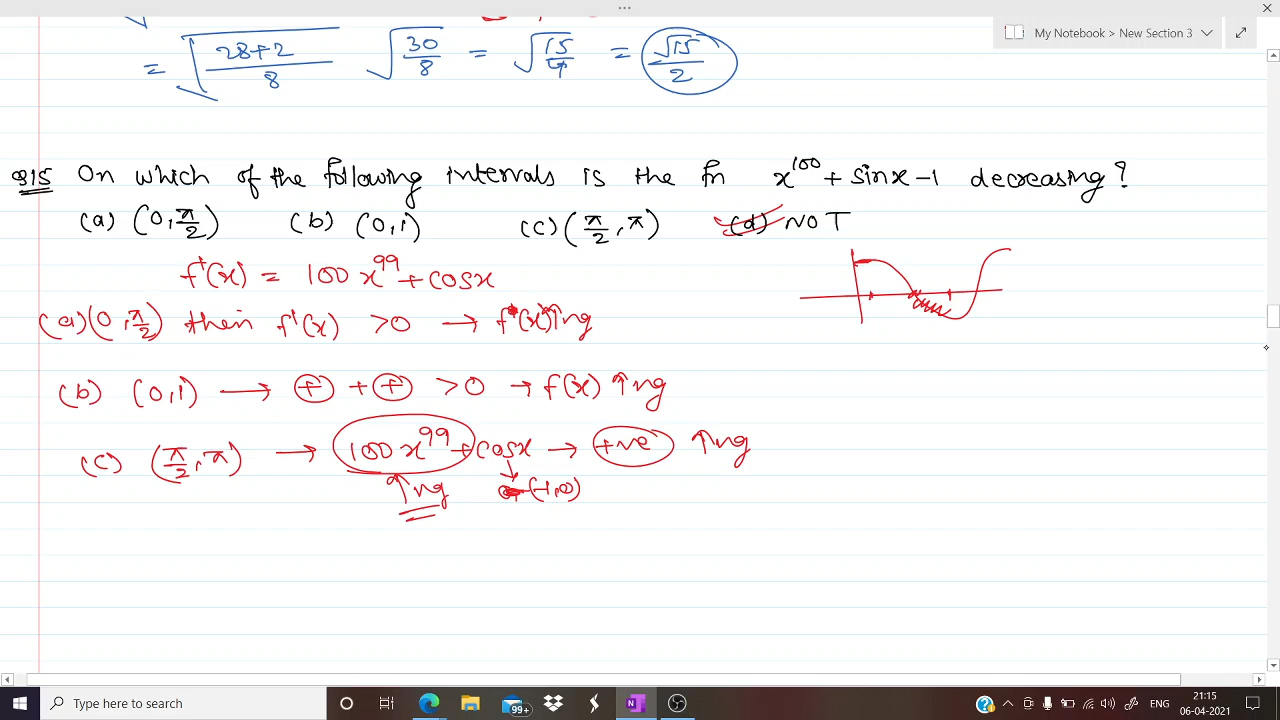 My Notebook > New Section 3
= √(28+2)/8 √30/8 = √15/4 = √15/2
Q15 On which of the following intervals is the fn x^100 + sinx - 1 decreasing?
(a) (0, π/2) (b) (0, 1) (c) (π/2, π) (d) NOT
f'(x) = 100 x^99 + cosx
(a) (0, π/2) then f'(x) > 0 → f(x) ↑ng
(b) (0, 1) → + + + > 0 → f(x) ↑ng
(c) (π/2, π) → 100 x^99 + cosx → +ve ↑ng
↑ng (-1, 0)
Type here to search
99+
ENG
21:15
06-04-2021